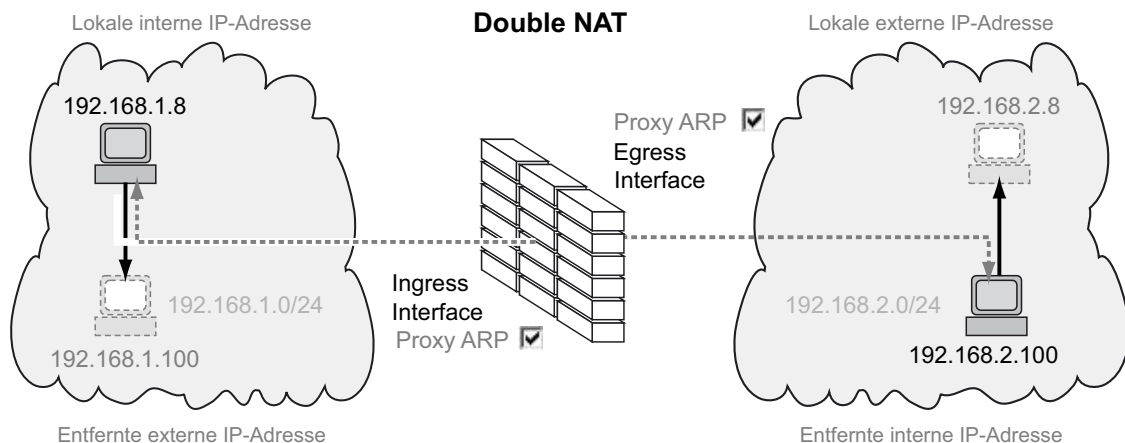 Lokale interne IP-Adresse
Double NAT
Lokale externe IP-Adresse
192.168.1.8
192.168.2.8
Proxy ARP
Egress
Interface
Ingress
Interface
Proxy ARP
192.168.1.0/24
192.168.2.0/24
192.168.1.100
192.168.2.100
Entfernte externe IP-Adresse
Entfernte interne IP-Adresse